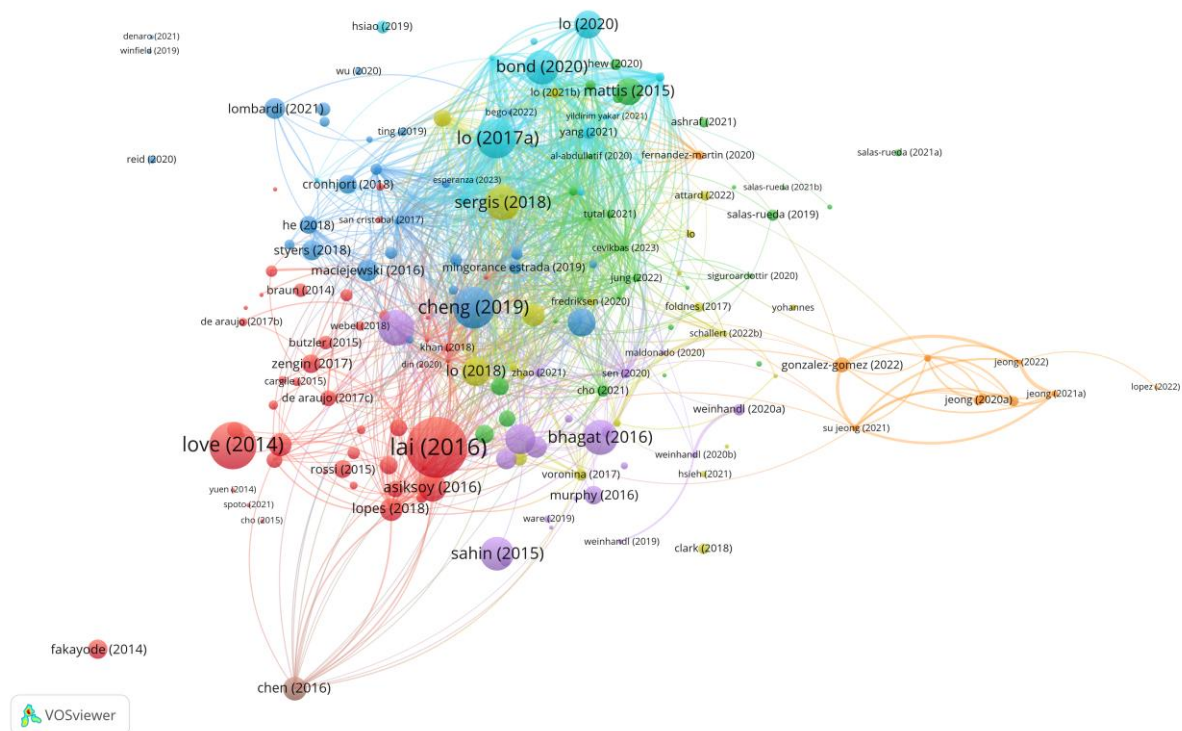 lo (2020)
hsiao (2019)
denaro (2021)
winfield (2019)
hew (2020)
bond (2020)
wu (2020)
mattis (2015)
lo (2021b)
lombardi (2021)
bego (2022)
yildirim yakar (2021)
ashraf (2021)
ting (2019)
yang (2021)
lo (2017a)
salas-rueda (2021a)
fernandez-martin (2020)
al-abdullatif (2020)
reid (2020)
esperanza (2023)
cronhjort (2018)
salas-rueda (2021b)
attard (2022)
sergis (2018)
tutal (2021)
salas-rueda (2019)
san cristobal (2017)
he (2018)
lo
styers (2018)
cevikbas (2023)
mingorance estrada (2019)
maciejewski (2016)
jung (2022)
siguroardottir (2020)
braun (2014)
fredriksen (2020)
cheng (2019)
foldnes (2017)
yohannes
de araujo (2017b)
webel (2018)
schallert (2022b)
butzler (2015)
khan (2018)
maldonado (2020)
zengin (2017)
din (2020)
lo (2018)
zhao (2021)
sen (2020)
gonzalez-gomez (2022)
jeong (2022)
cargile (2015)
cho (2021)
lopez (2022)
de araujo (2017c)
jeong (2020a)
jeong (2021a)
weinhandl (2020a)
su jeong (2021)
love (2014)
lai (2016)
bhagat (2016)
weinhandl (2020b)
rossi (2015)
voronina (2017)
hsieh (2021)
asiksoy (2016)
yuen (2014)
murphy (2016)
spoto (2021)
lopes (2018)
cho (2015)
ware (2019)
weinhandl (2019)
clark (2018)
sahin (2015)
fakayode (2014)
chen (2016)
VOSviewer